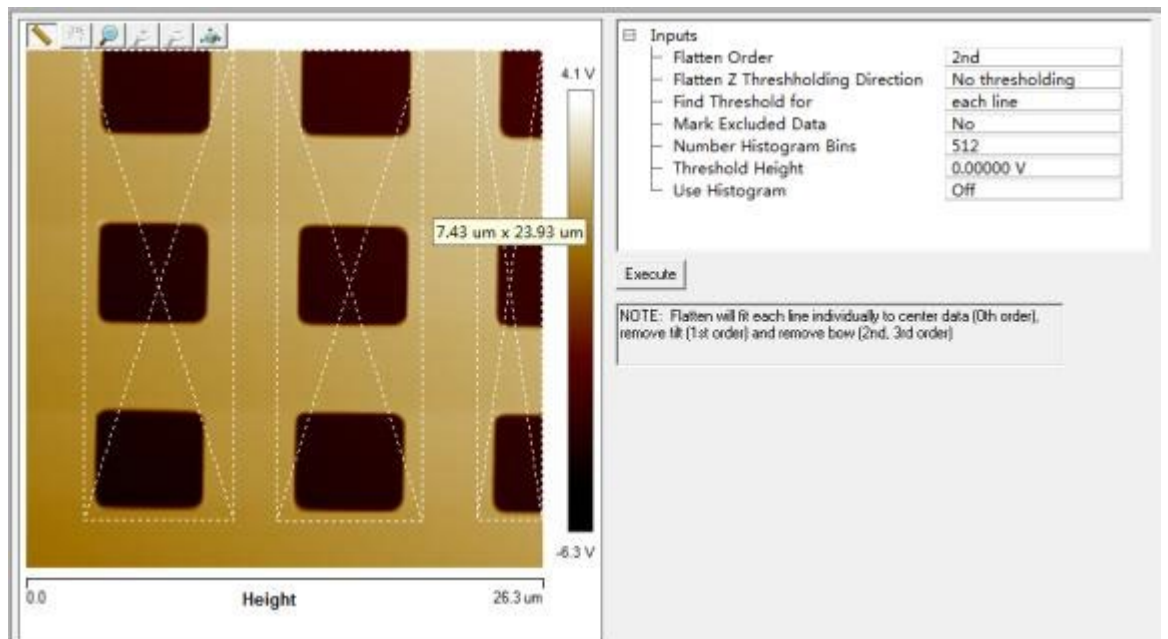 4.1 V
7.43 um x 23.93 um
-6.3 V
0.0
Height
26.3 um
Inputs
Flatten Order 2nd
Flatten Z Threshholding Direction No thresholding
Find Threshold for each line
Mark Excluded Data No
Number Histogram Bins 512
Threshold Height 0.00000 V
Use Histogram Off
Execute
NOTE: Flatten will fit each line individually to center data (0th order),
remove tilt (1st order) and remove bow (2nd, 3rd order)